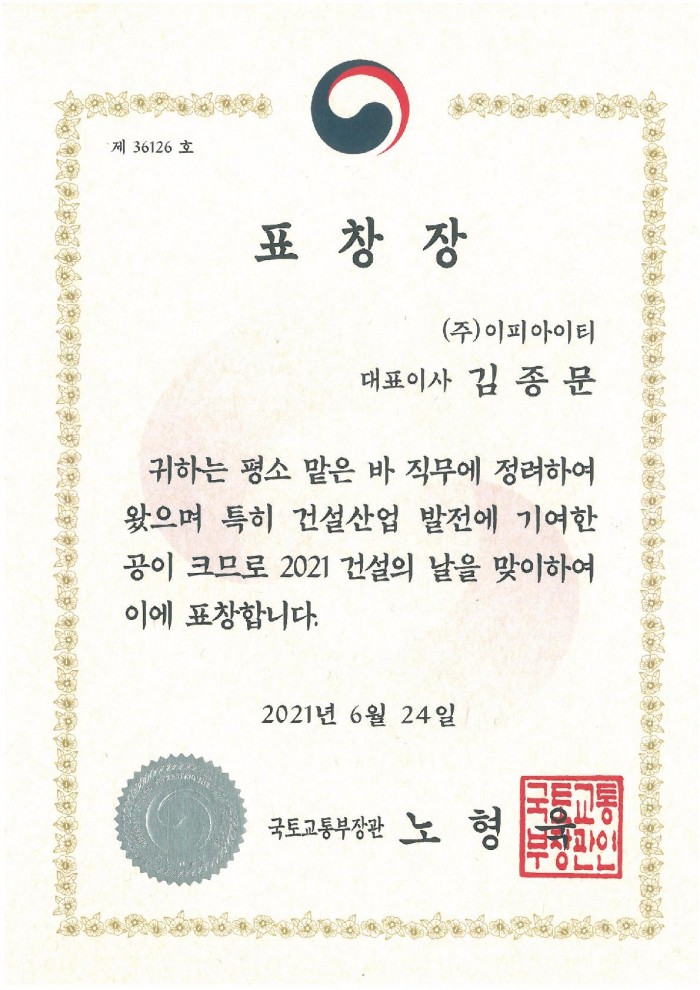 제 36126 호
표 창 장
(주)이피아이티
대표이사 김 종 문
귀하는 평소 맡은 바 직무에 정려하여
왔으며 특히 건설산업 발전에 기여한
공이 크므로 2021 건설의 날을 맞이하여
이에 표창합니다.
2021년 6월 24일
국토교통부장관 노 형 욱
국토교통
부장관인